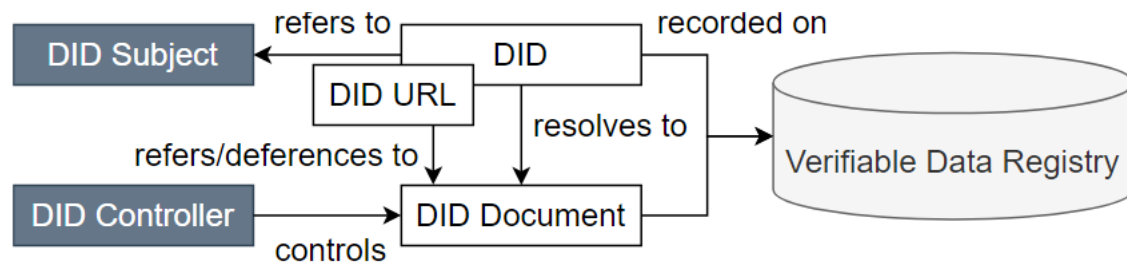 refers to
recorded on
DID Subject
DID
DID URL
resolves to
Verifiable Data Registry
refers/deferences to
DID Controller
DID Document
controls